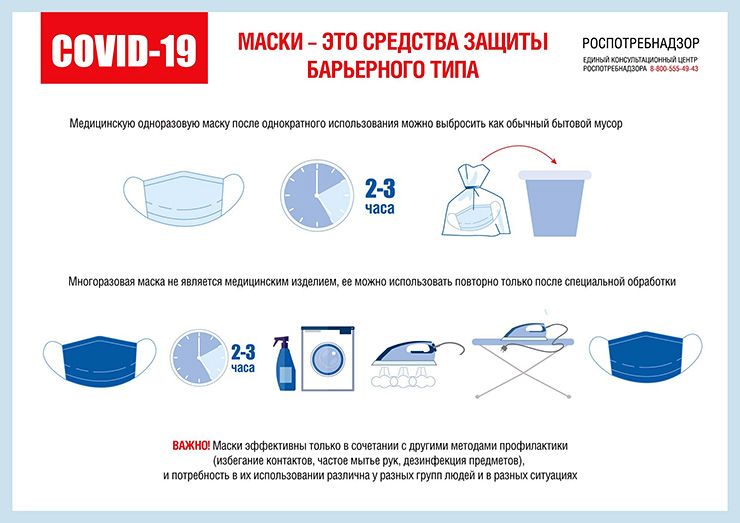 COVID-19
МАСКИ – ЭТО СРЕДСТВА ЗАЩИТЫ
БАРЬЕРНОГО ТИПА
РОСПОТРЕБНАДЗОР
ЕДИНЫЙ КОНСУЛЬТАЦИОННЫЙ ЦЕНТР
РОСПОТРЕБНАДЗОРА 8-800-555-49-43
Медицинскую одноразовую маску после однократного использования можно выбросить как обычный бытовой мусор
2-3
часа
Многоразовая маска не является медицинским изделием, ее можно использовать повторно только после специальной обработки
2-3
часа
ВАЖНО! Маски эффективны только в сочетании с другими методами профилактики
(избегание контактов, частое мытье рук, дезинфекция предметов),
и потребность в их использовании различна у разных групп людей и в разных ситуациях